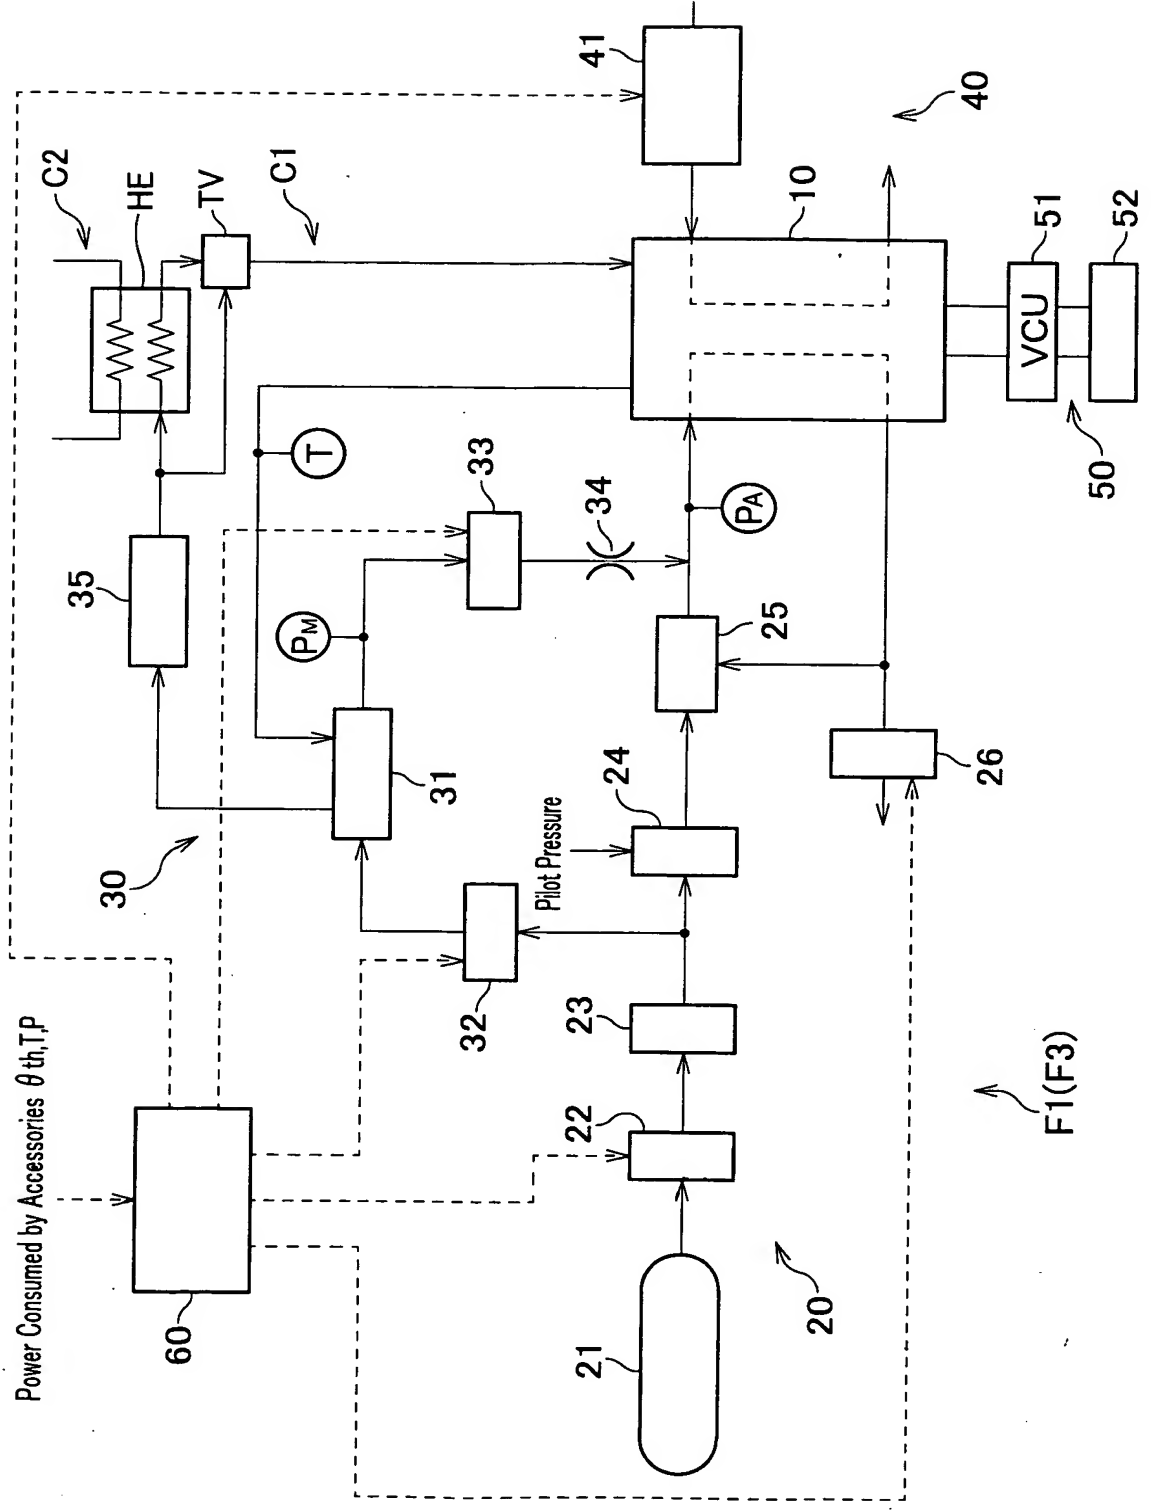 Power Consumed by Accessories θth,T,P
60
30
35
C2
HE
TV
C1
T
PM
31
32
33
34
Pilot Pressure
21
22
23
24
25
PA
26
20
41
10
40
VCU
51
52
50
F1(F3)